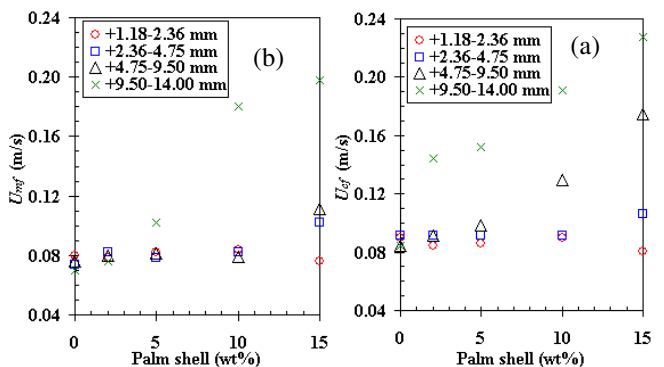 +1.18-2.36 mm
+2.36-4.75 mm
+4.75-9.50 mm
+9.50-14.00 mm
(b)
0.24
0.20
0.16
0.12
0.08
0.04
Umf (m/s)
0 5 10 15
Palm shell (wt%)
+1.18-2.36 mm
+2.36-4.75 mm
+4.75-9.50 mm
+9.50-14.00 mm
(a)
0.24
0.20
0.16
0.12
0.08
0.04
Ucf (m/s)
0 5 10 15
Palm shell (wt%)